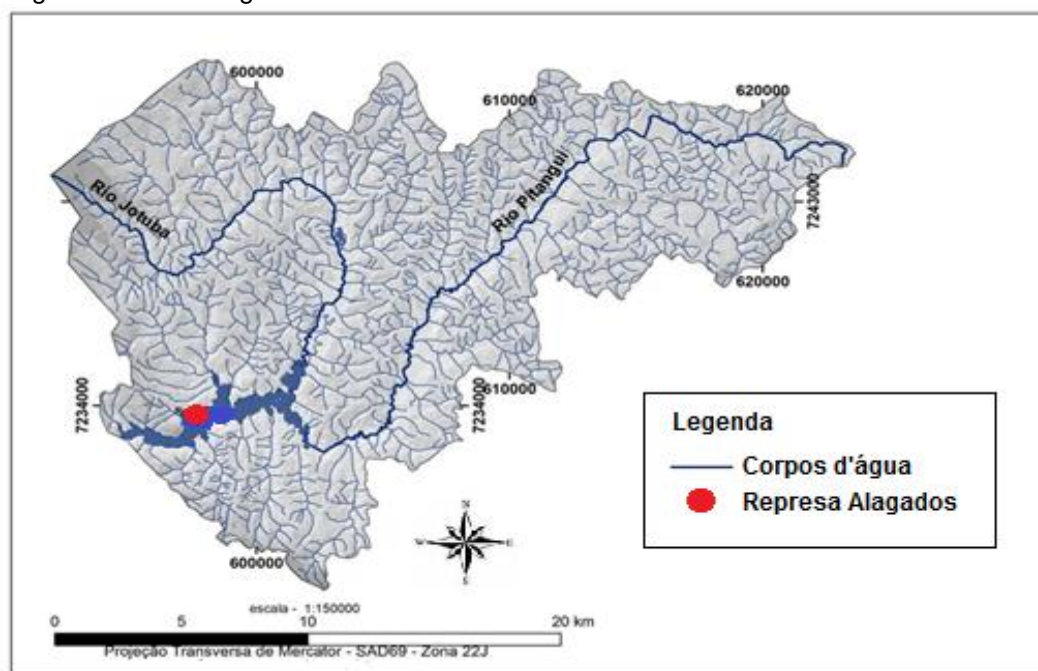 600000
620000
610000
Rio Jotuba
Rio Pitangui
7243000
620000
7234000
7234000
610000
Legenda
Corpos d'água
Represa Alagados
N
W
E
S
600000
escala - 1:150000
0 5 10 20 km
Projeção Transversa de Mercator - SAD69 - Zona 22J